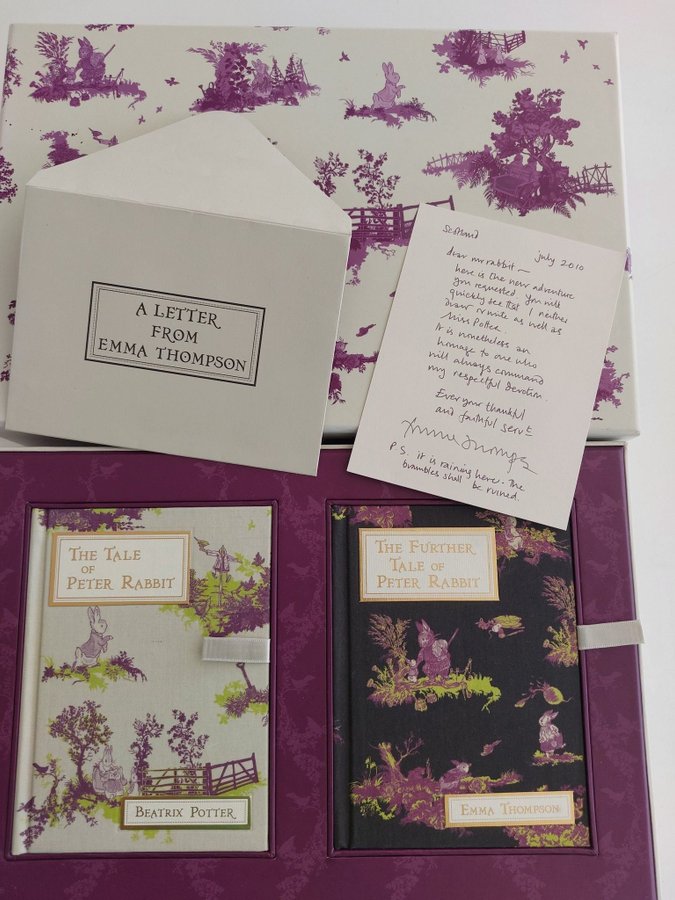 A LETTER
FROM
EMMA THOMPSON
Scotland
july 2010
dear mr rabbit –
here is the new adventure
you requested. You will
quickly see that I neither
draw nor write as well as
Miss Potter.
It is nonetheless an
homage to one who
will always command
my respectful devotion.
Ever your thankful
and faithful servt
Emma Thompson
P.S. it is raining here. The
brambles shall be ruined.
THE TALE
OF
PETER RABBIT
BEATRIX POTTER
THE FURTHER
TALE OF
PETER RABBIT
EMMA THOMPSON